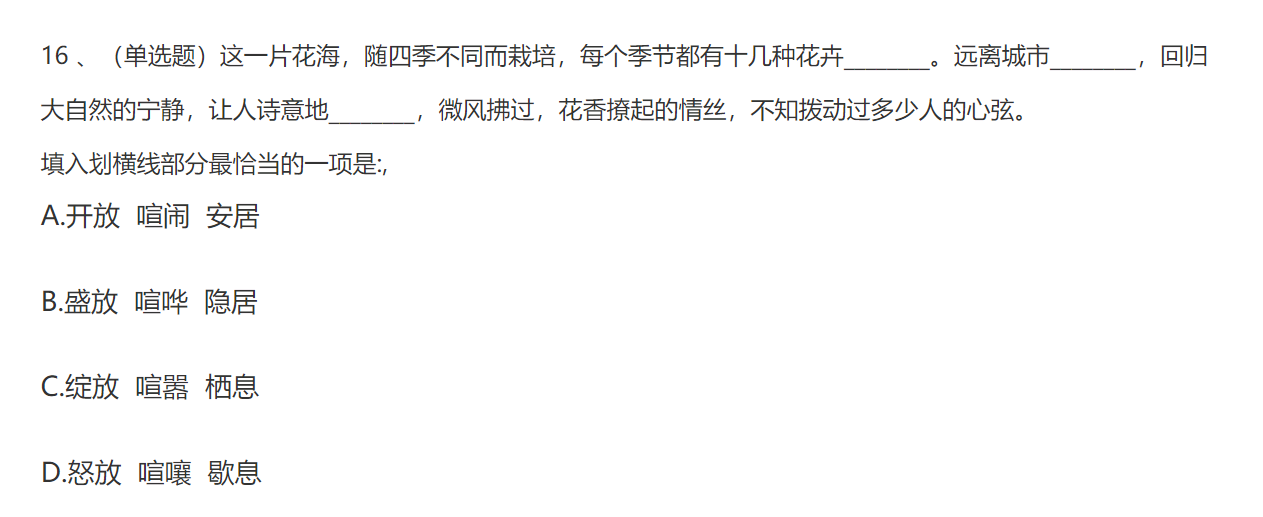 16 、（单选题）这一片花海，随四季不同而栽培，每个季节都有十几种花卉________。远离城市________，回归
大自然的宁静，让人诗意地________，微风拂过，花香撩起的情丝，不知拨动过多少人的心弦。
填入划横线部分最恰当的一项是:,
A.开放 喧闹 安居
B.盛放 喧哗 隐居
C.绽放 喧嚣 栖息
D.怒放 喧嚷 歇息